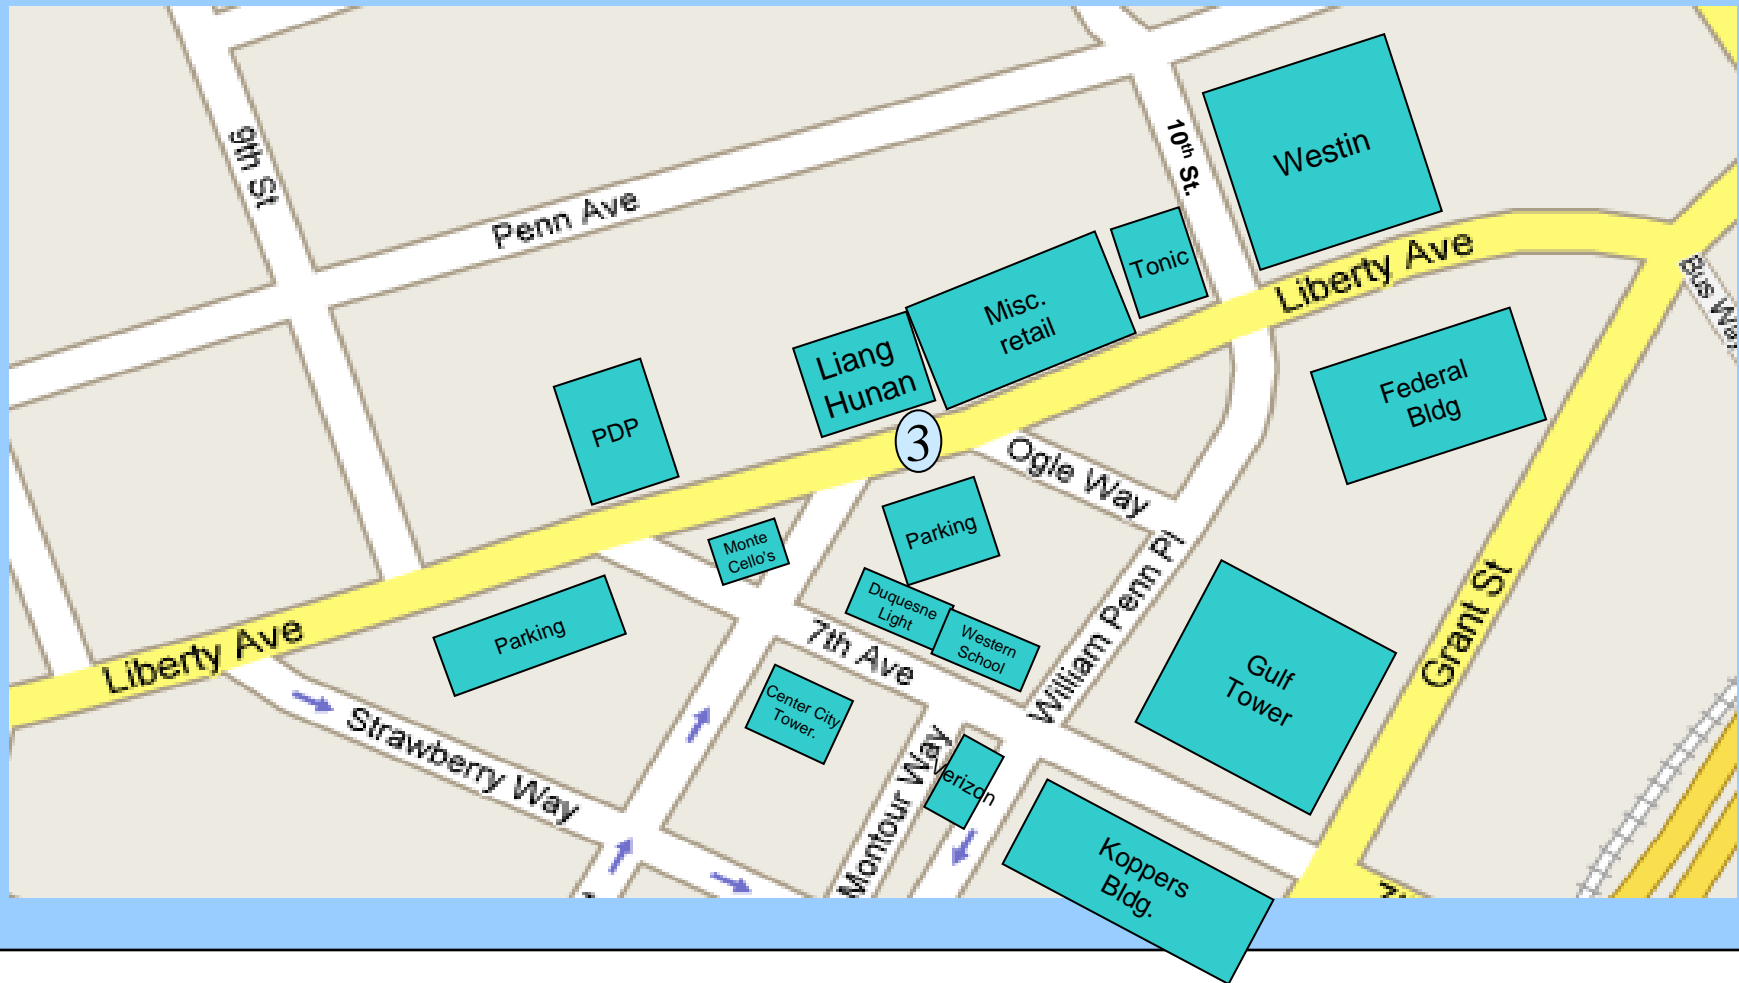 9th St
Penn Ave
10th St.
Westin
Tonic
Liberty Ave
Bus Way
Misc.
retail
Liang
Hunan
Federal
Bldg
PDP
3
Ogle Way
Parking
Monte
Cello's
Duquesne
Light
Western
School
William Penn Pl
Grant St
Parking
Liberty Ave
7th Ave
Gulf
Tower
Center City
Tower.
Strawberry Way
Montour Way
Verizon
Koppers
Bldg.